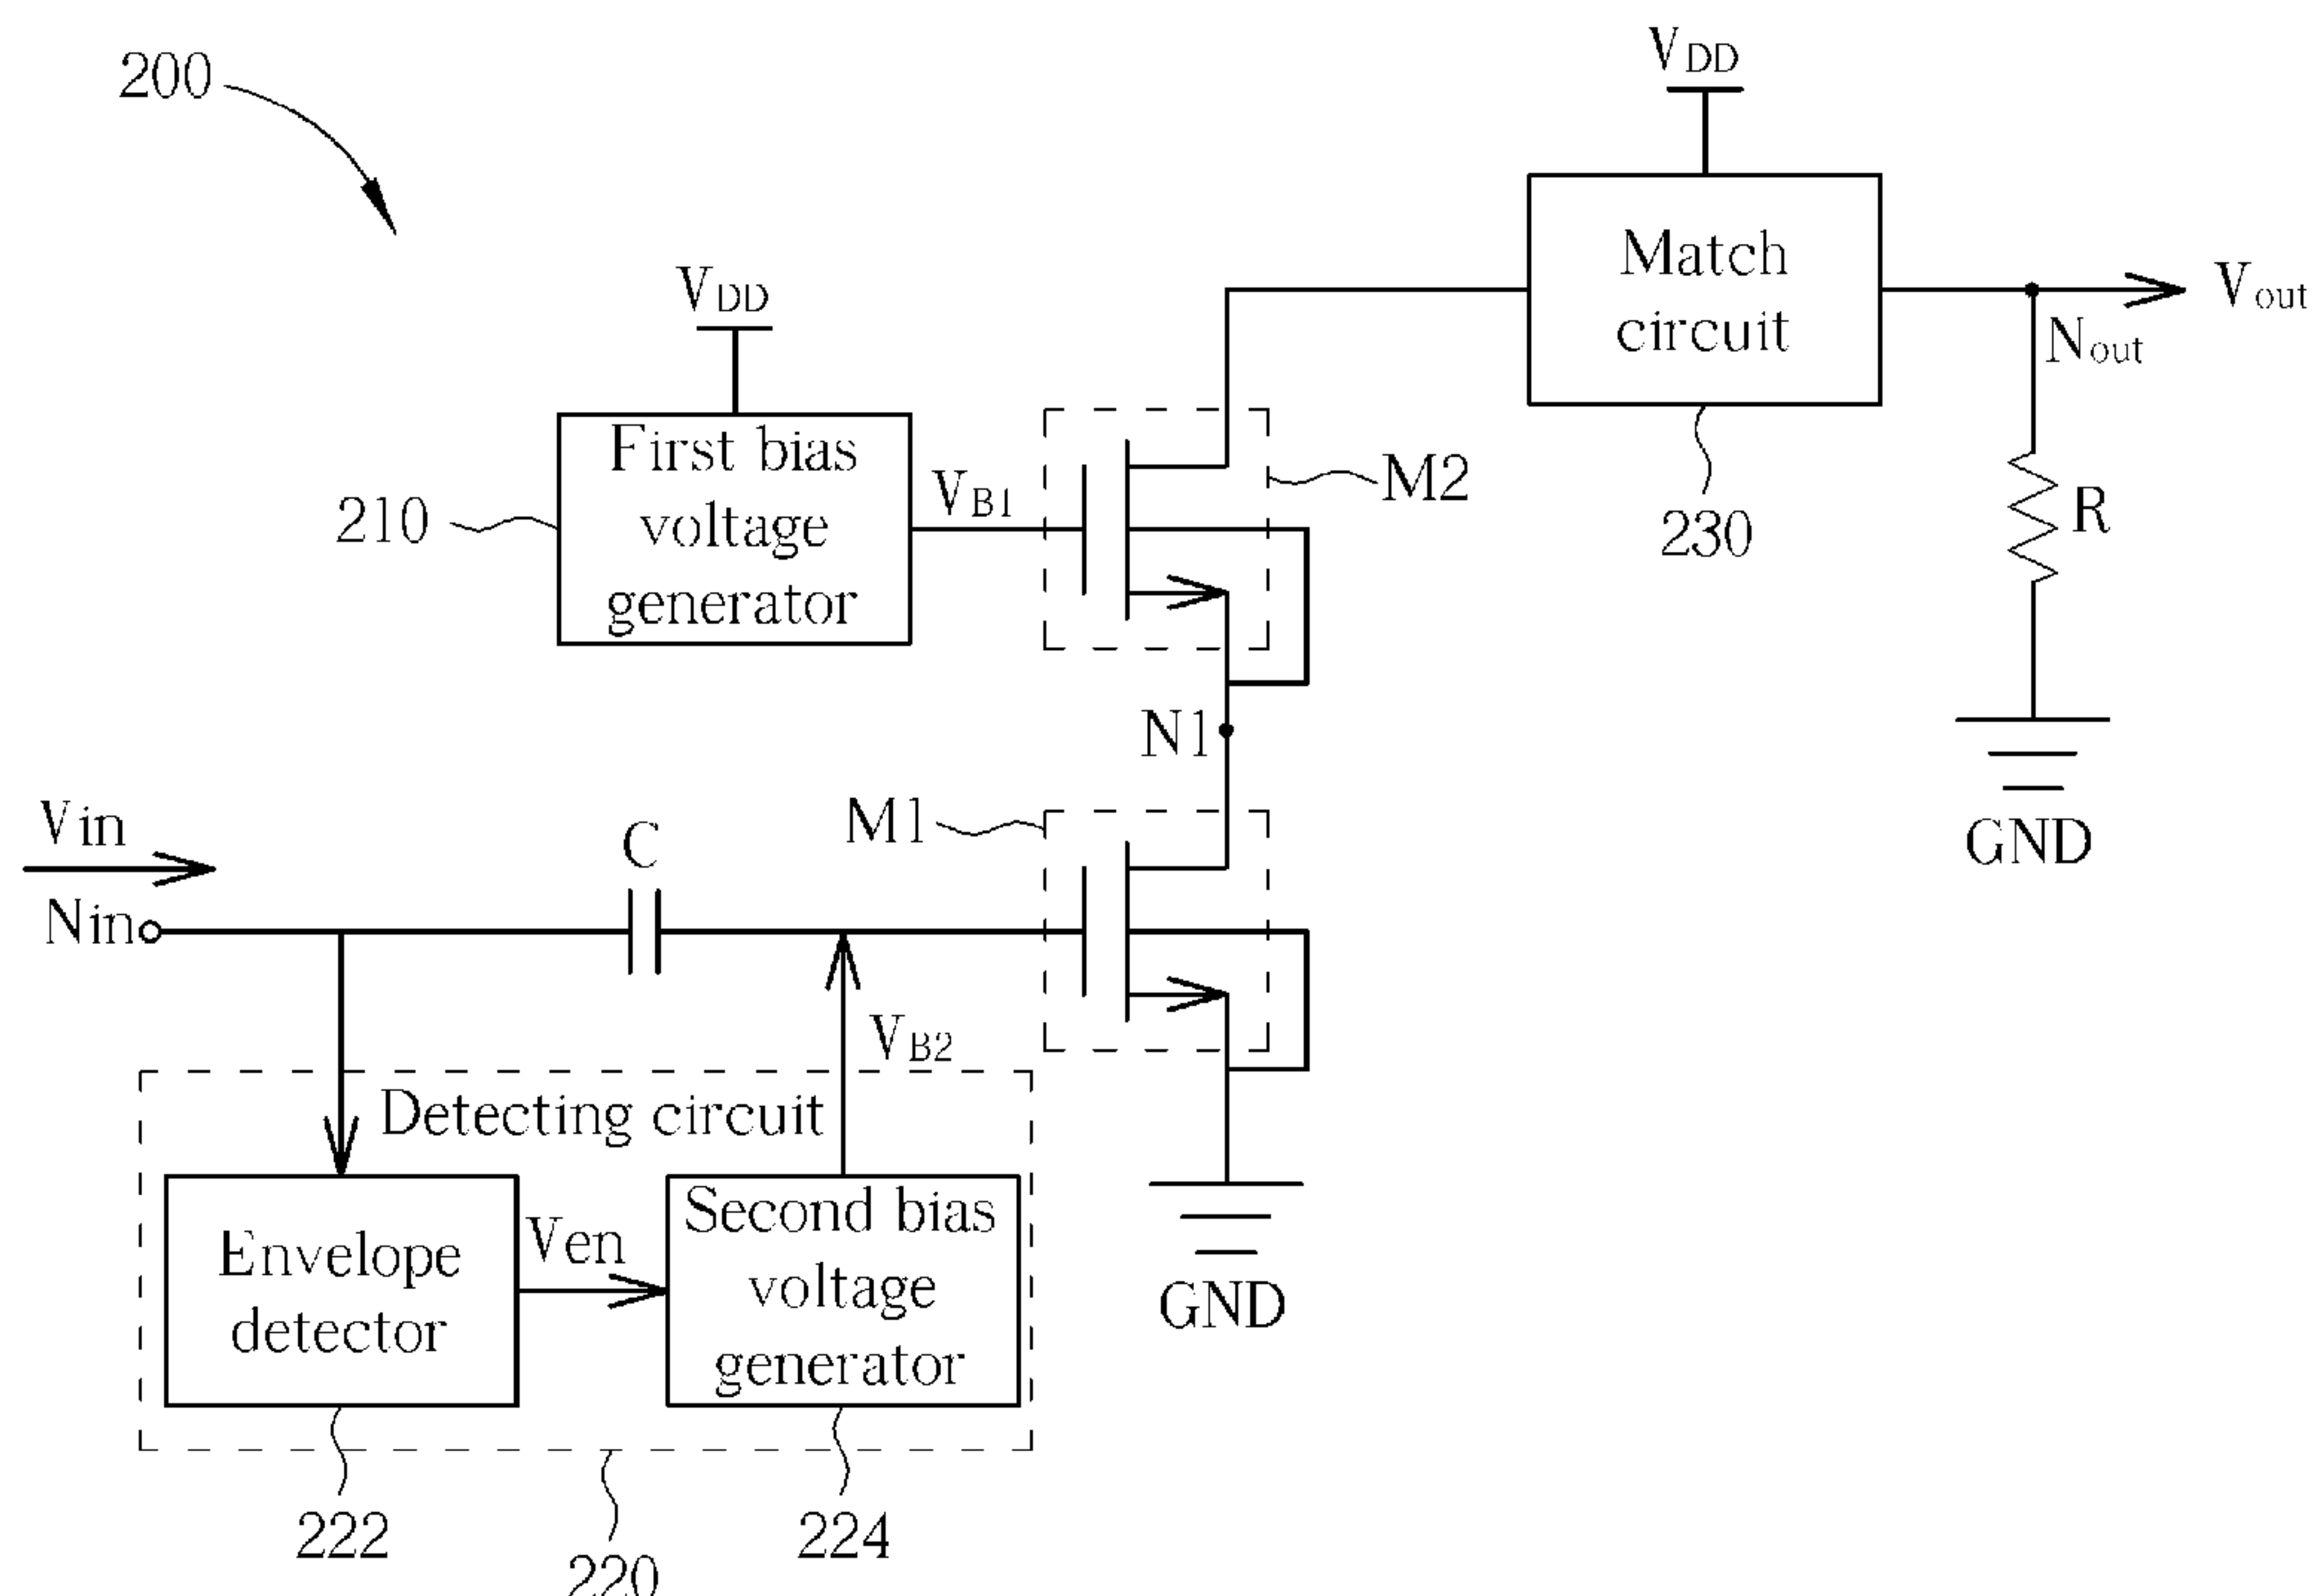 200
VDD
VDD
Match
circuit
Vout
Nout
First bias
voltage
generator
210
VB1
M2
230
R
N1
GND
Vin
C
M1
Nin
VB2
Detecting circuit
Envelope
detector
Ven
Second bias
voltage
generator
GND
222
220
224